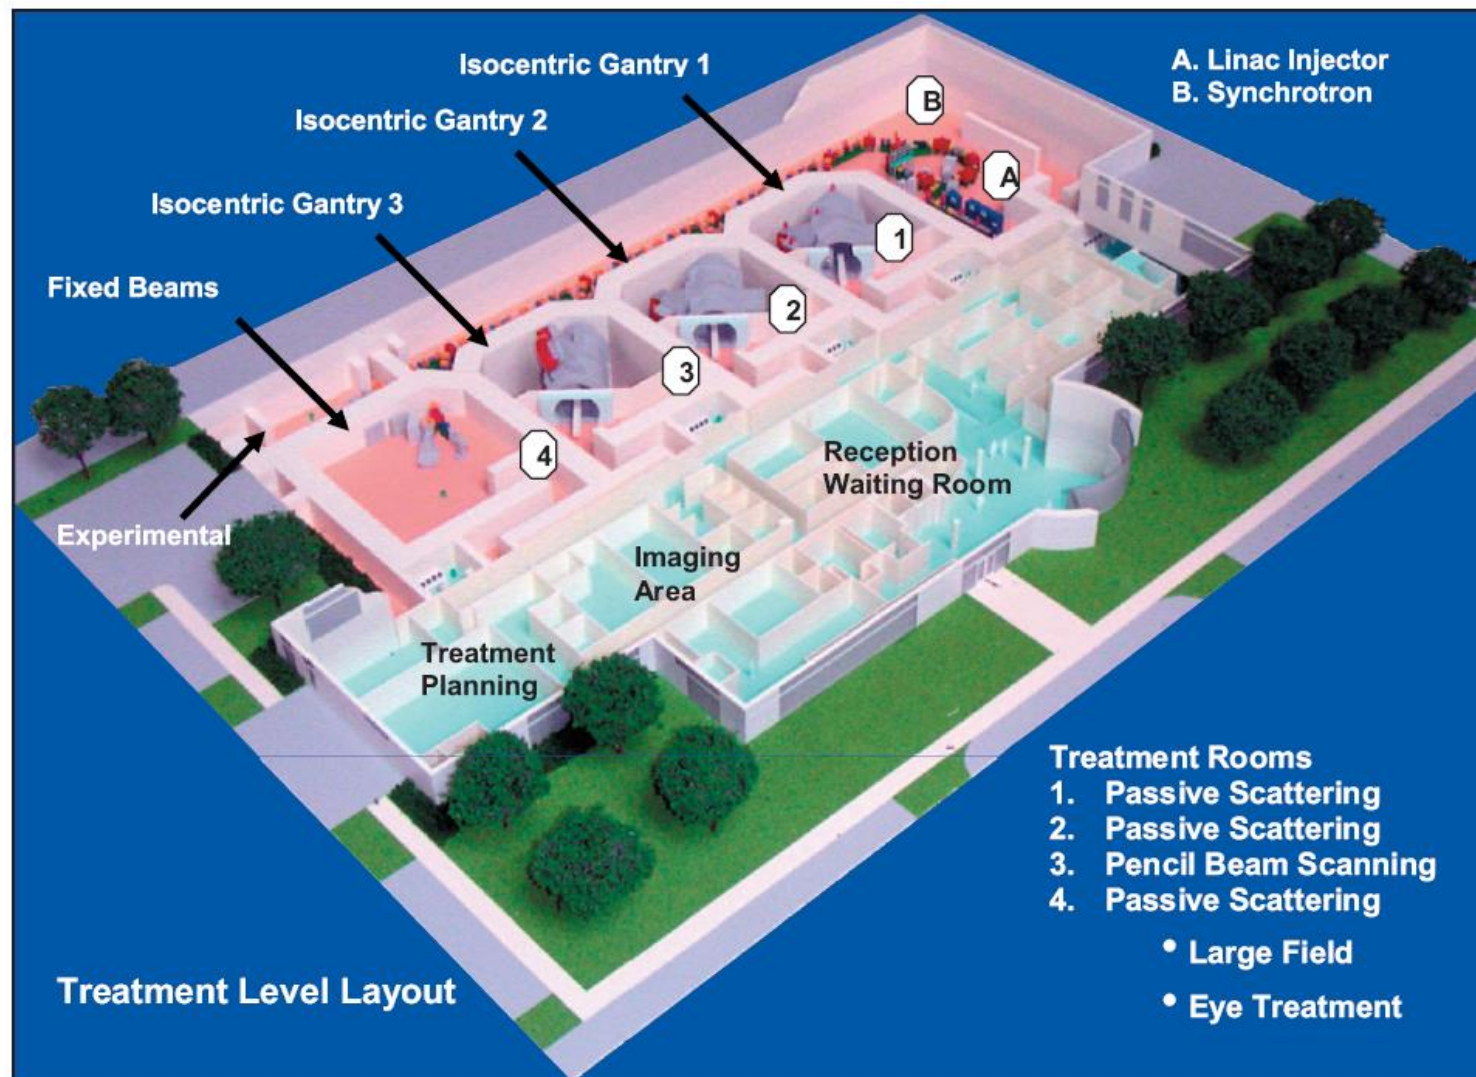 Isocentric Gantry 1
A. Linac Injector
B. Synchrotron
B
Isocentric Gantry 2
A
Isocentric Gantry 3
1
Fixed Beams
2
3
4
Reception
Waiting Room
Experimental
Imaging
Area
Treatment
Planning
Treatment Rooms
1. Passive Scattering
2. Passive Scattering
3. Pencil Beam Scanning
4. Passive Scattering
• Large Field
• Eye Treatment
Treatment Level Layout